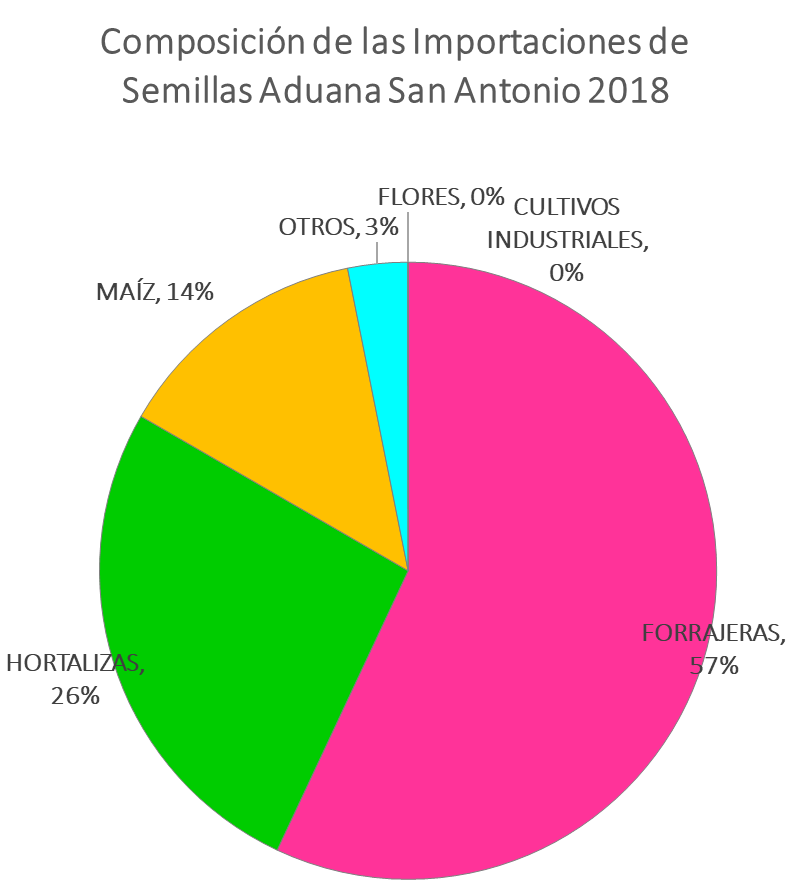 Composición de las Importaciones de
Semillas Aduana San Antonio 2018
FLORES, 0%
CULTIVOS
INDUSTRIALES,
0%
OTROS, 3%
MAÍZ, 14%
FORRAJERAS,
57%
HORTALIZAS,
26%